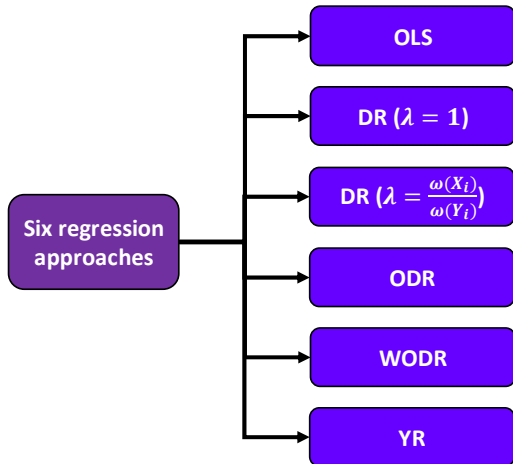 OLS
DR (λ = 1)
DR (λ = ω(Xᵢ)/ω(Yᵢ))
Six regression
approaches
ODR
WODR
YR